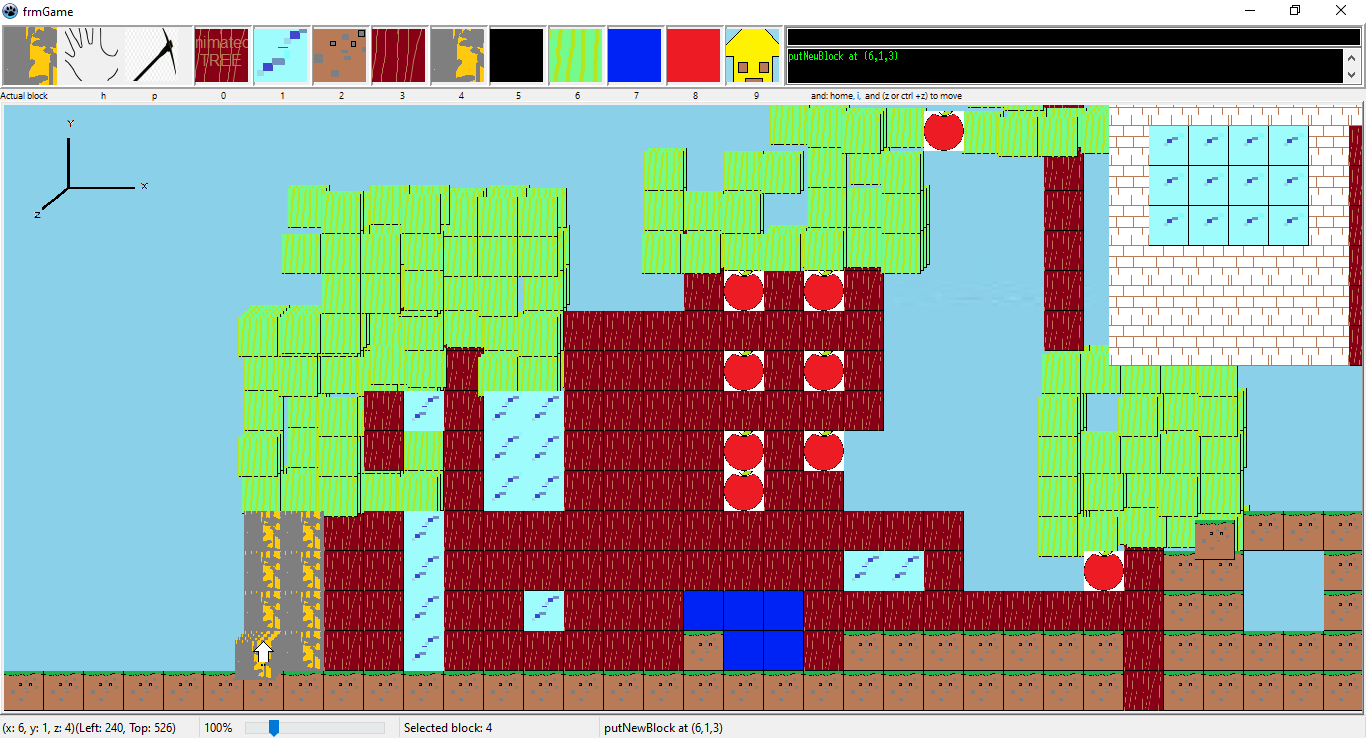 frmGame
nimated
TREE
putNewBlock at (6,1,3)
Actual block h p 0 1 2 3 4 5 6 7 8 9 and: home, i, and (z or ctrl +z) to move
Y
X
Z
(x: 6, y: 1, z: 4)(Left: 240, Top: 526) 100% Selected block: 4 putNewBlock at (6,1,3)